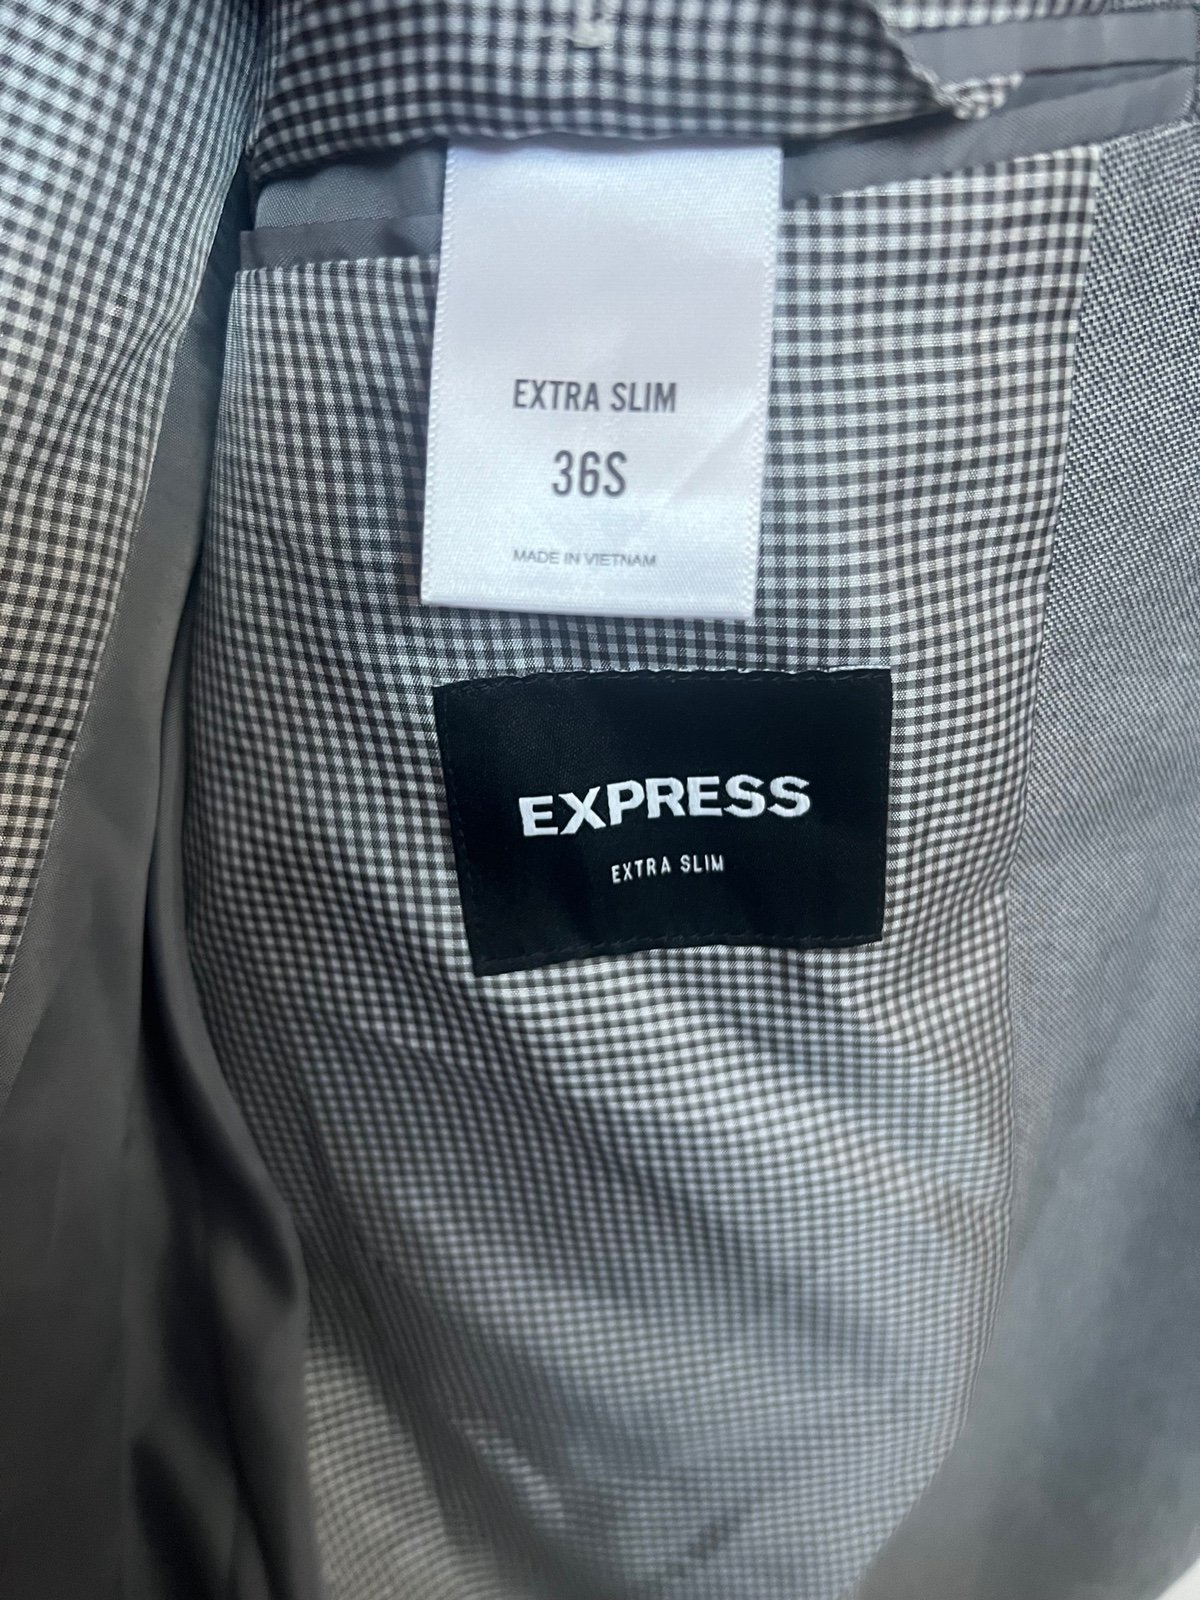 EXTRA SLIM
36S
MADE IN VIETNAM
EXPRESS
EXTRA SLIM